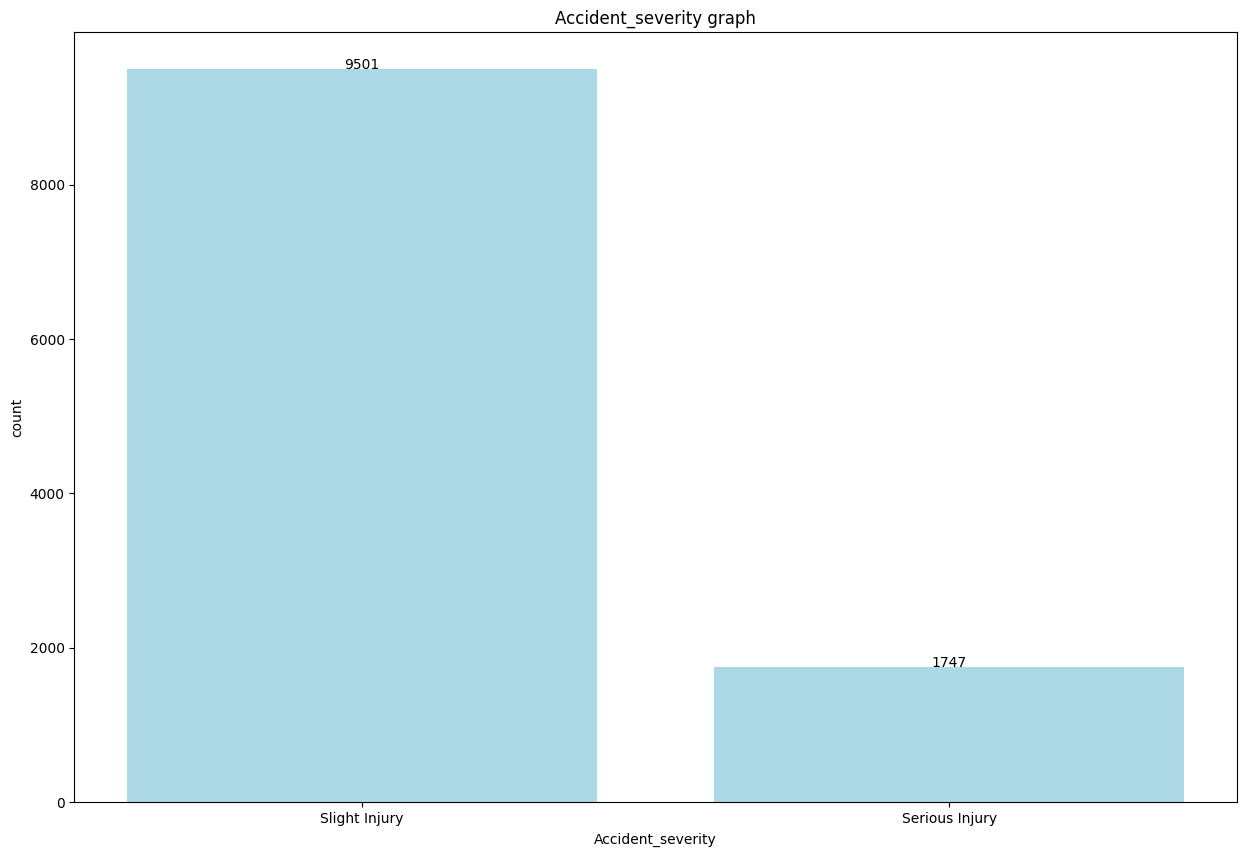 Accident_severity graph
9501
8000
6000
4000
2000
0
1747
count
Slight Injury
Serious Injury
Accident_severity